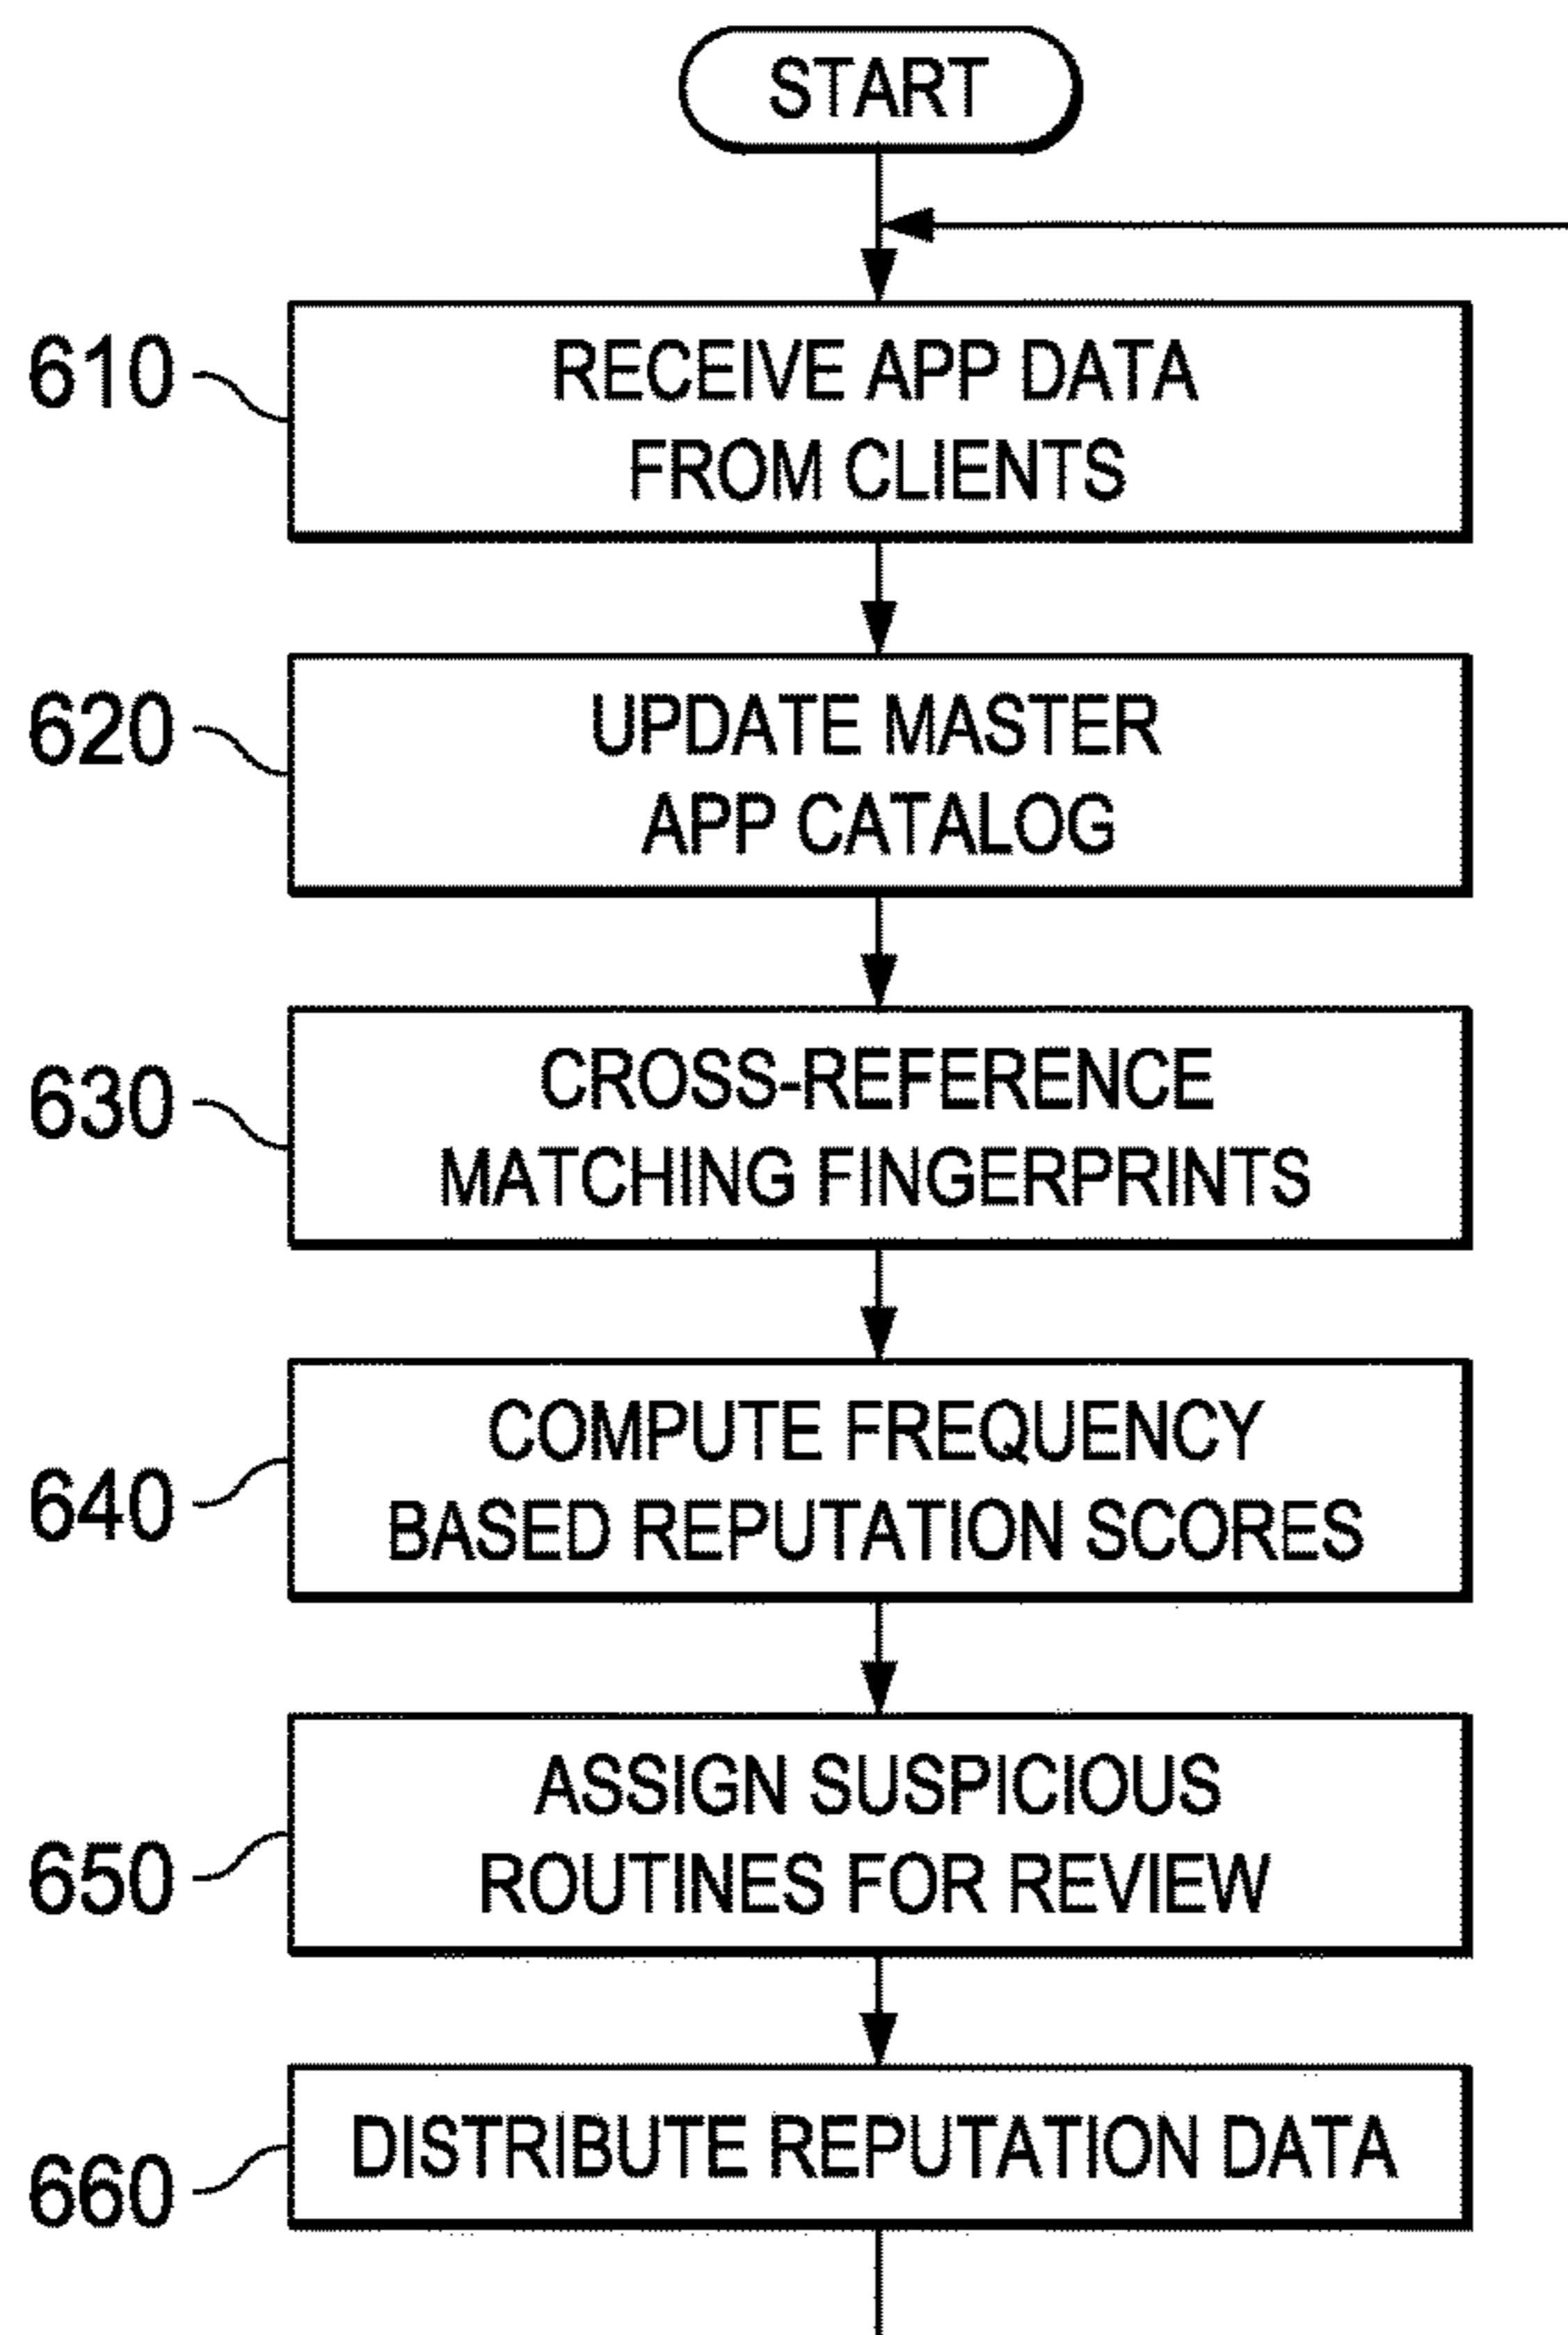 START
610
RECEIVE APP DATA
FROM CLIENTS
620
UPDATE MASTER
APP CATALOG
630
CROSS-REFERENCE
MATCHING FINGERPRINTS
640
COMPUTE FREQUENCY
BASED REPUTATION SCORES
650
ASSIGN SUSPICIOUS
ROUTINES FOR REVIEW
660
DISTRIBUTE REPUTATION DATA